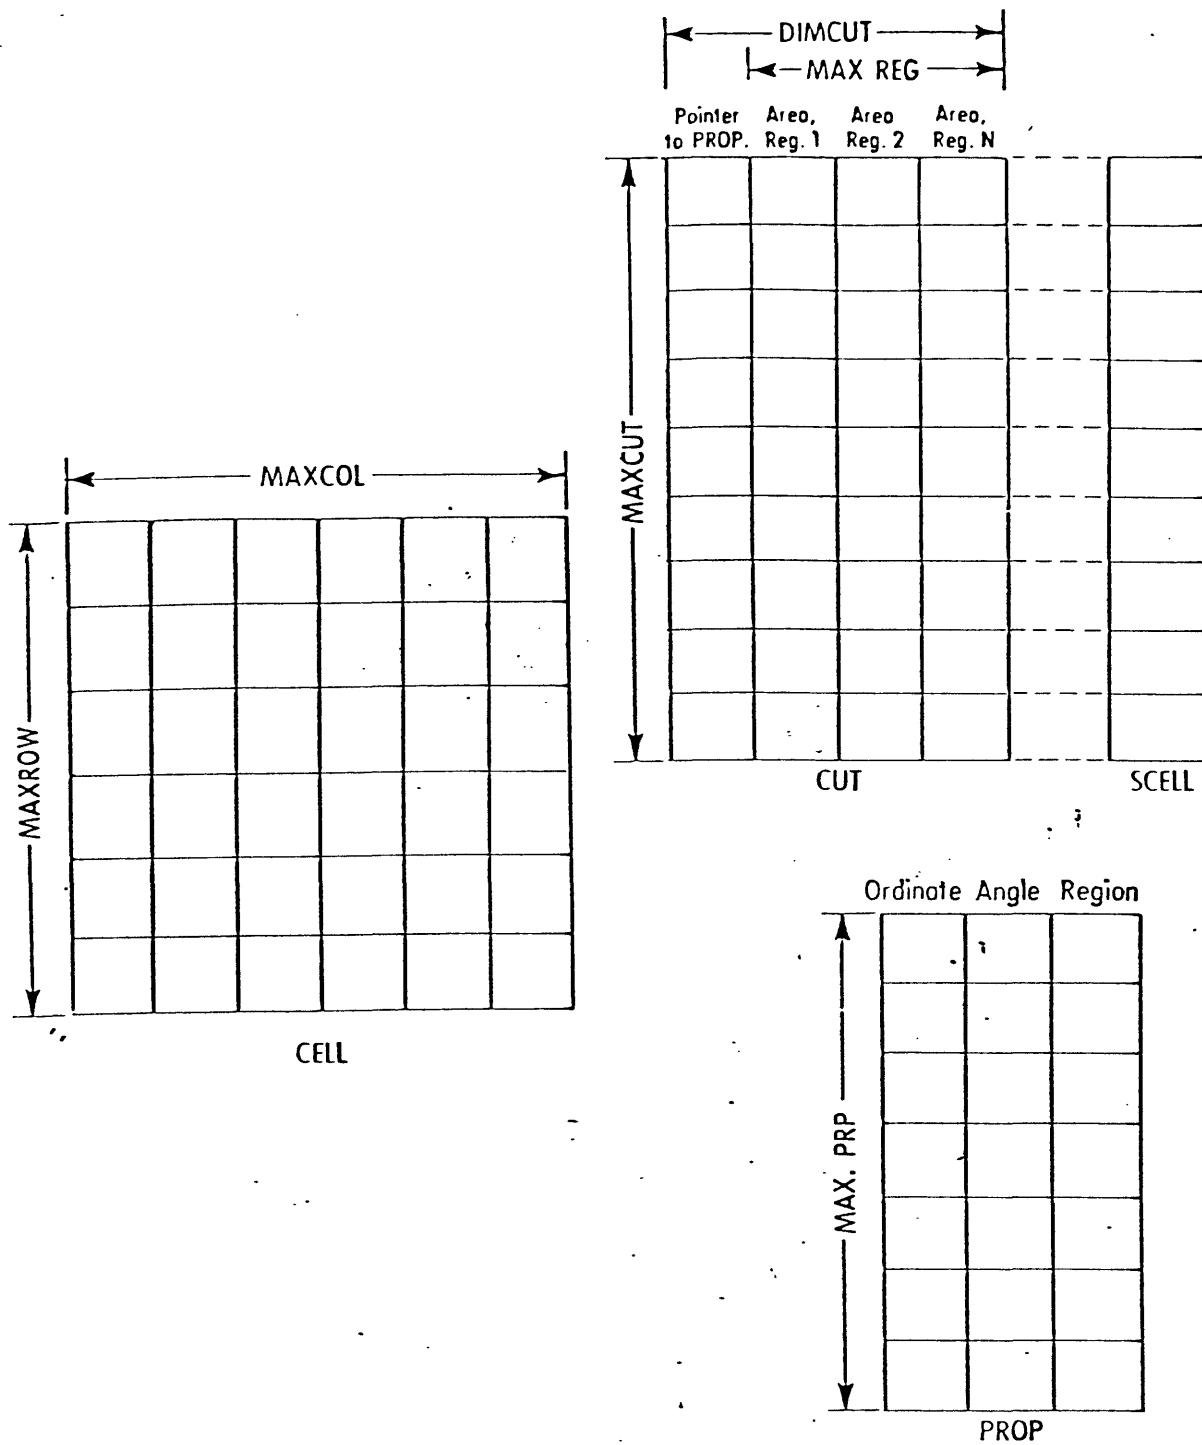 DIMCUT
MAX REG
Pointer to PROP.
Area, Reg. 1
Area Reg. 2
Area, Reg. N
MAXCUT
CUT
SCELL
MAXCOL
MAXROW
CELL
Ordinate Angle Region
MAX. PRP
PROP